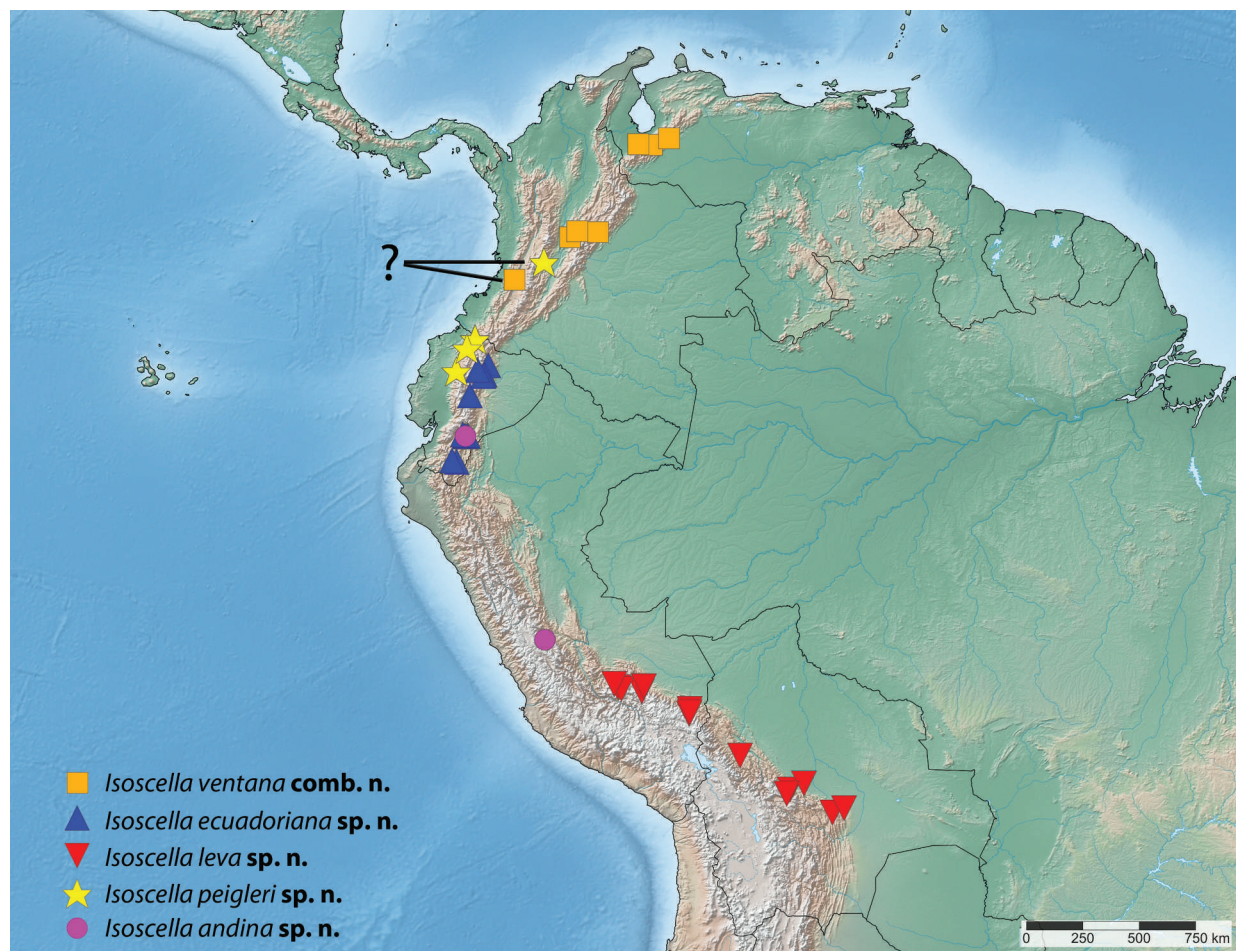 ?
Isoscella ventana comb. n.
Isoscella ecuadoriana sp. n.
Isoscella leva sp. n.
Isoscella peigleri sp. n.
Isoscella andina sp. n.
0 250 500 750 km